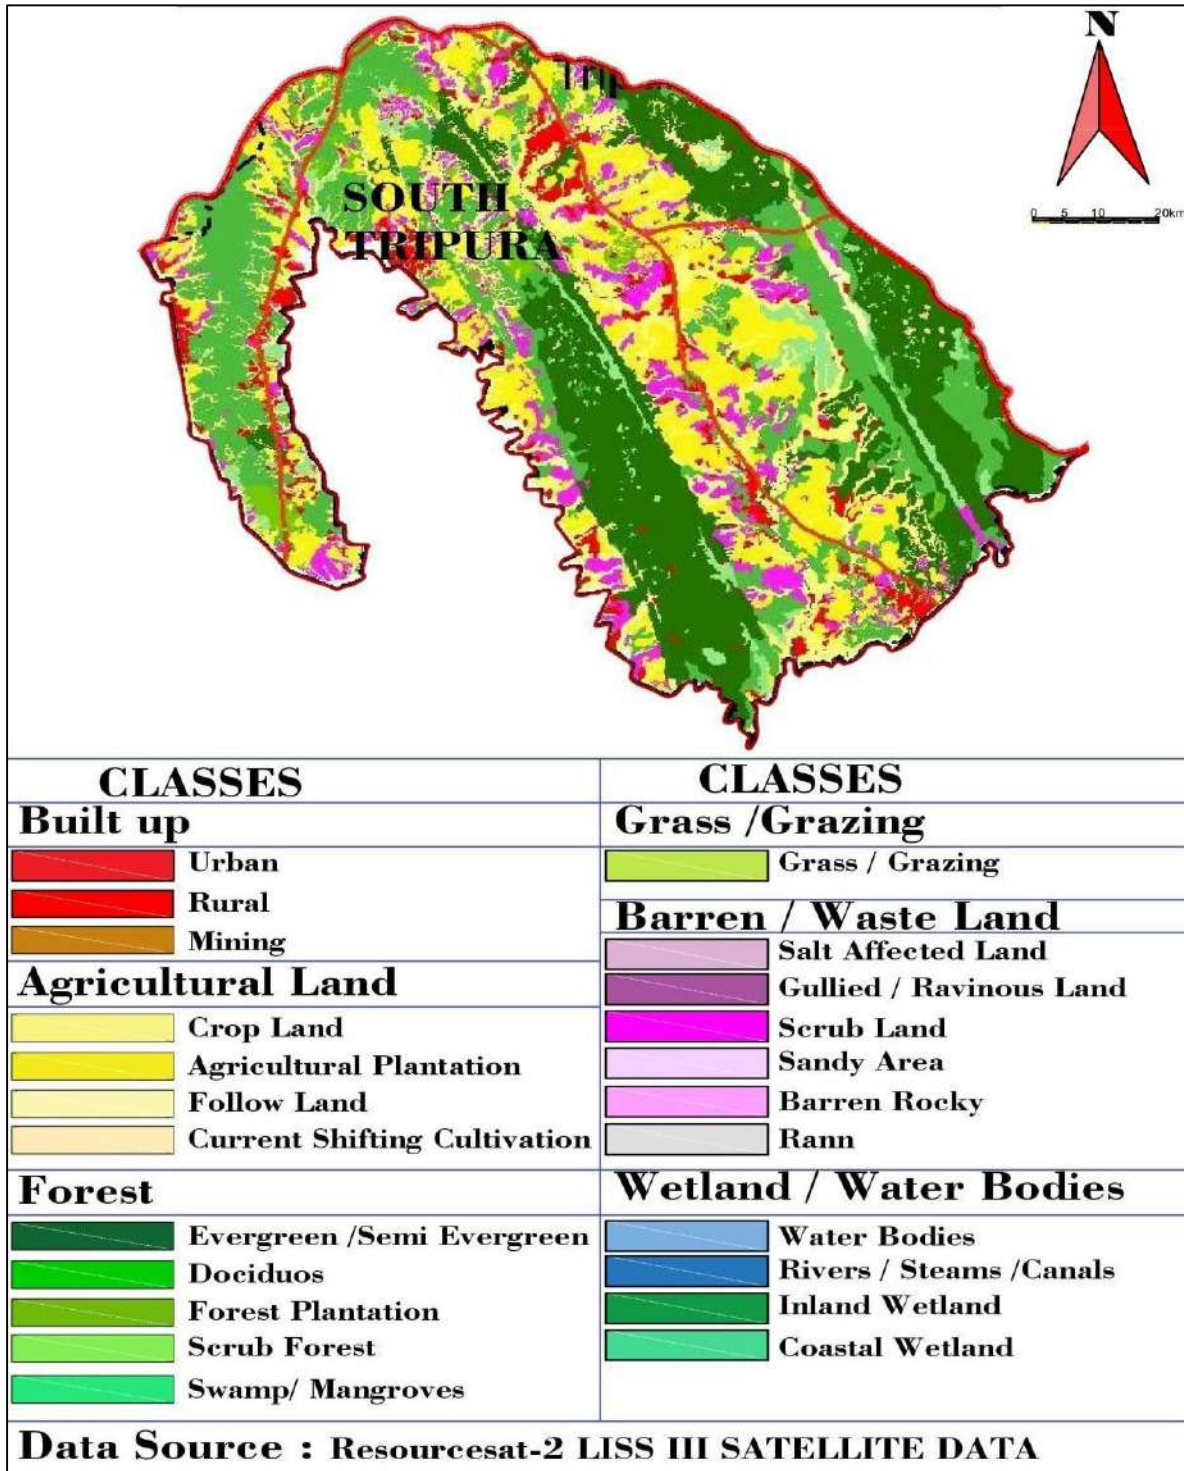 N
0 5 10 20km
SOUTH
TRIPURA
CLASSES
Built up
Urban
Rural
Mining
Agricultural Land
Crop Land
Agricultural Plantation
Follow Land
Current Shifting Cultivation
Forest
Evergreen /Semi Evergreen
Dociduos
Forest Plantation
Scrub Forest
Swamp/ Mangroves
CLASSES
Grass /Grazing
Grass / Grazing
Barren / Waste Land
Salt Affected Land
Gullied / Ravinous Land
Scrub Land
Sandy Area
Barren Rocky
Rann
Wetland / Water Bodies
Water Bodies
Rivers / Steams /Canals
Inland Wetland
Coastal Wetland
Data Source : Resourcesat-2 LISS III SATELLITE DATA